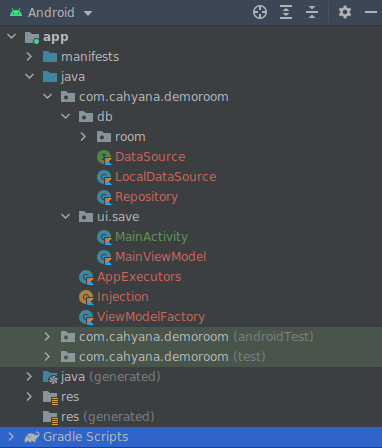 Android
app
manifests
java
com.cahyana.demoroom
db
room
DataSource
LocalDataSource
Repository
ui.save
MainActivity
MainViewModel
AppExecutors
Injection
ViewModelFactory
com.cahyana.demoroom (androidTest)
com.cahyana.demoroom (test)
java (generated)
res
res (generated)
Gradle Scripts